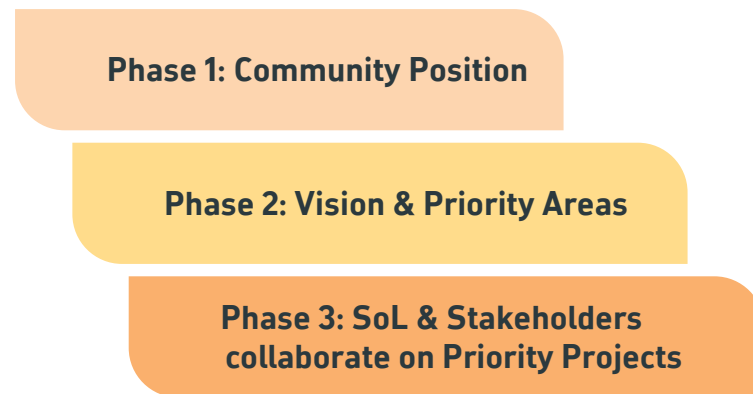 Phase 1: Community Position
Phase 2: Vision & Priority Areas
Phase 3: SoL & Stakeholders
collaborate on Priority Projects